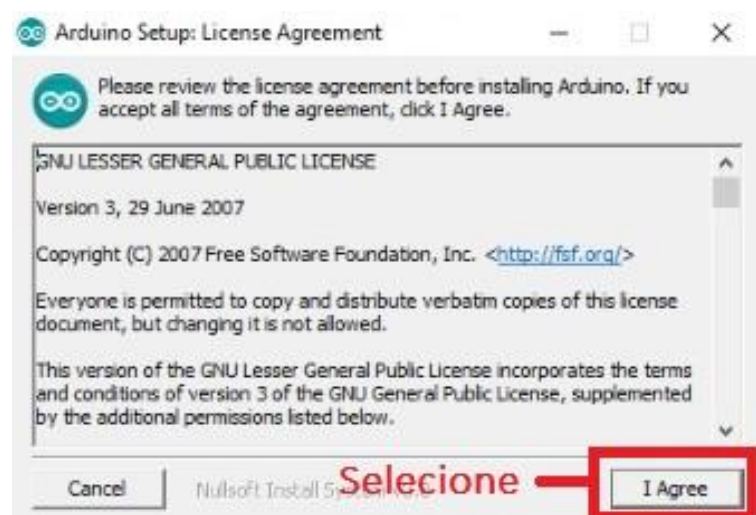 Arduino Setup: License Agreement
Please review the license agreement before installing Arduino. If you
accept all terms of the agreement, click I Agree.
GNU LESSER GENERAL PUBLIC LICENSE
Version 3, 29 June 2007
Copyright (C) 2007 Free Software Foundation, Inc. <http://fsf.org/>
Everyone is permitted to copy and distribute verbatim copies of this license
document, but changing it is not allowed.
This version of the GNU Lesser General Public License incorporates the terms
and conditions of version 3 of the GNU General Public License, supplemented
by the additional permissions listed below.
Cancel
Nullsoft Install
Selecione
I Agree